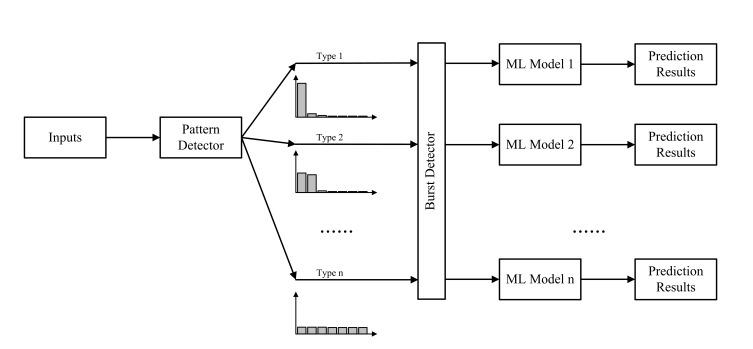 Type 1
ML Model 1
Prediction
Results
Inputs
Pattern
Detector
Type 2
Burst Detector
ML Model 2
Prediction
Results
......
......
Type n
ML Model n
Prediction
Results